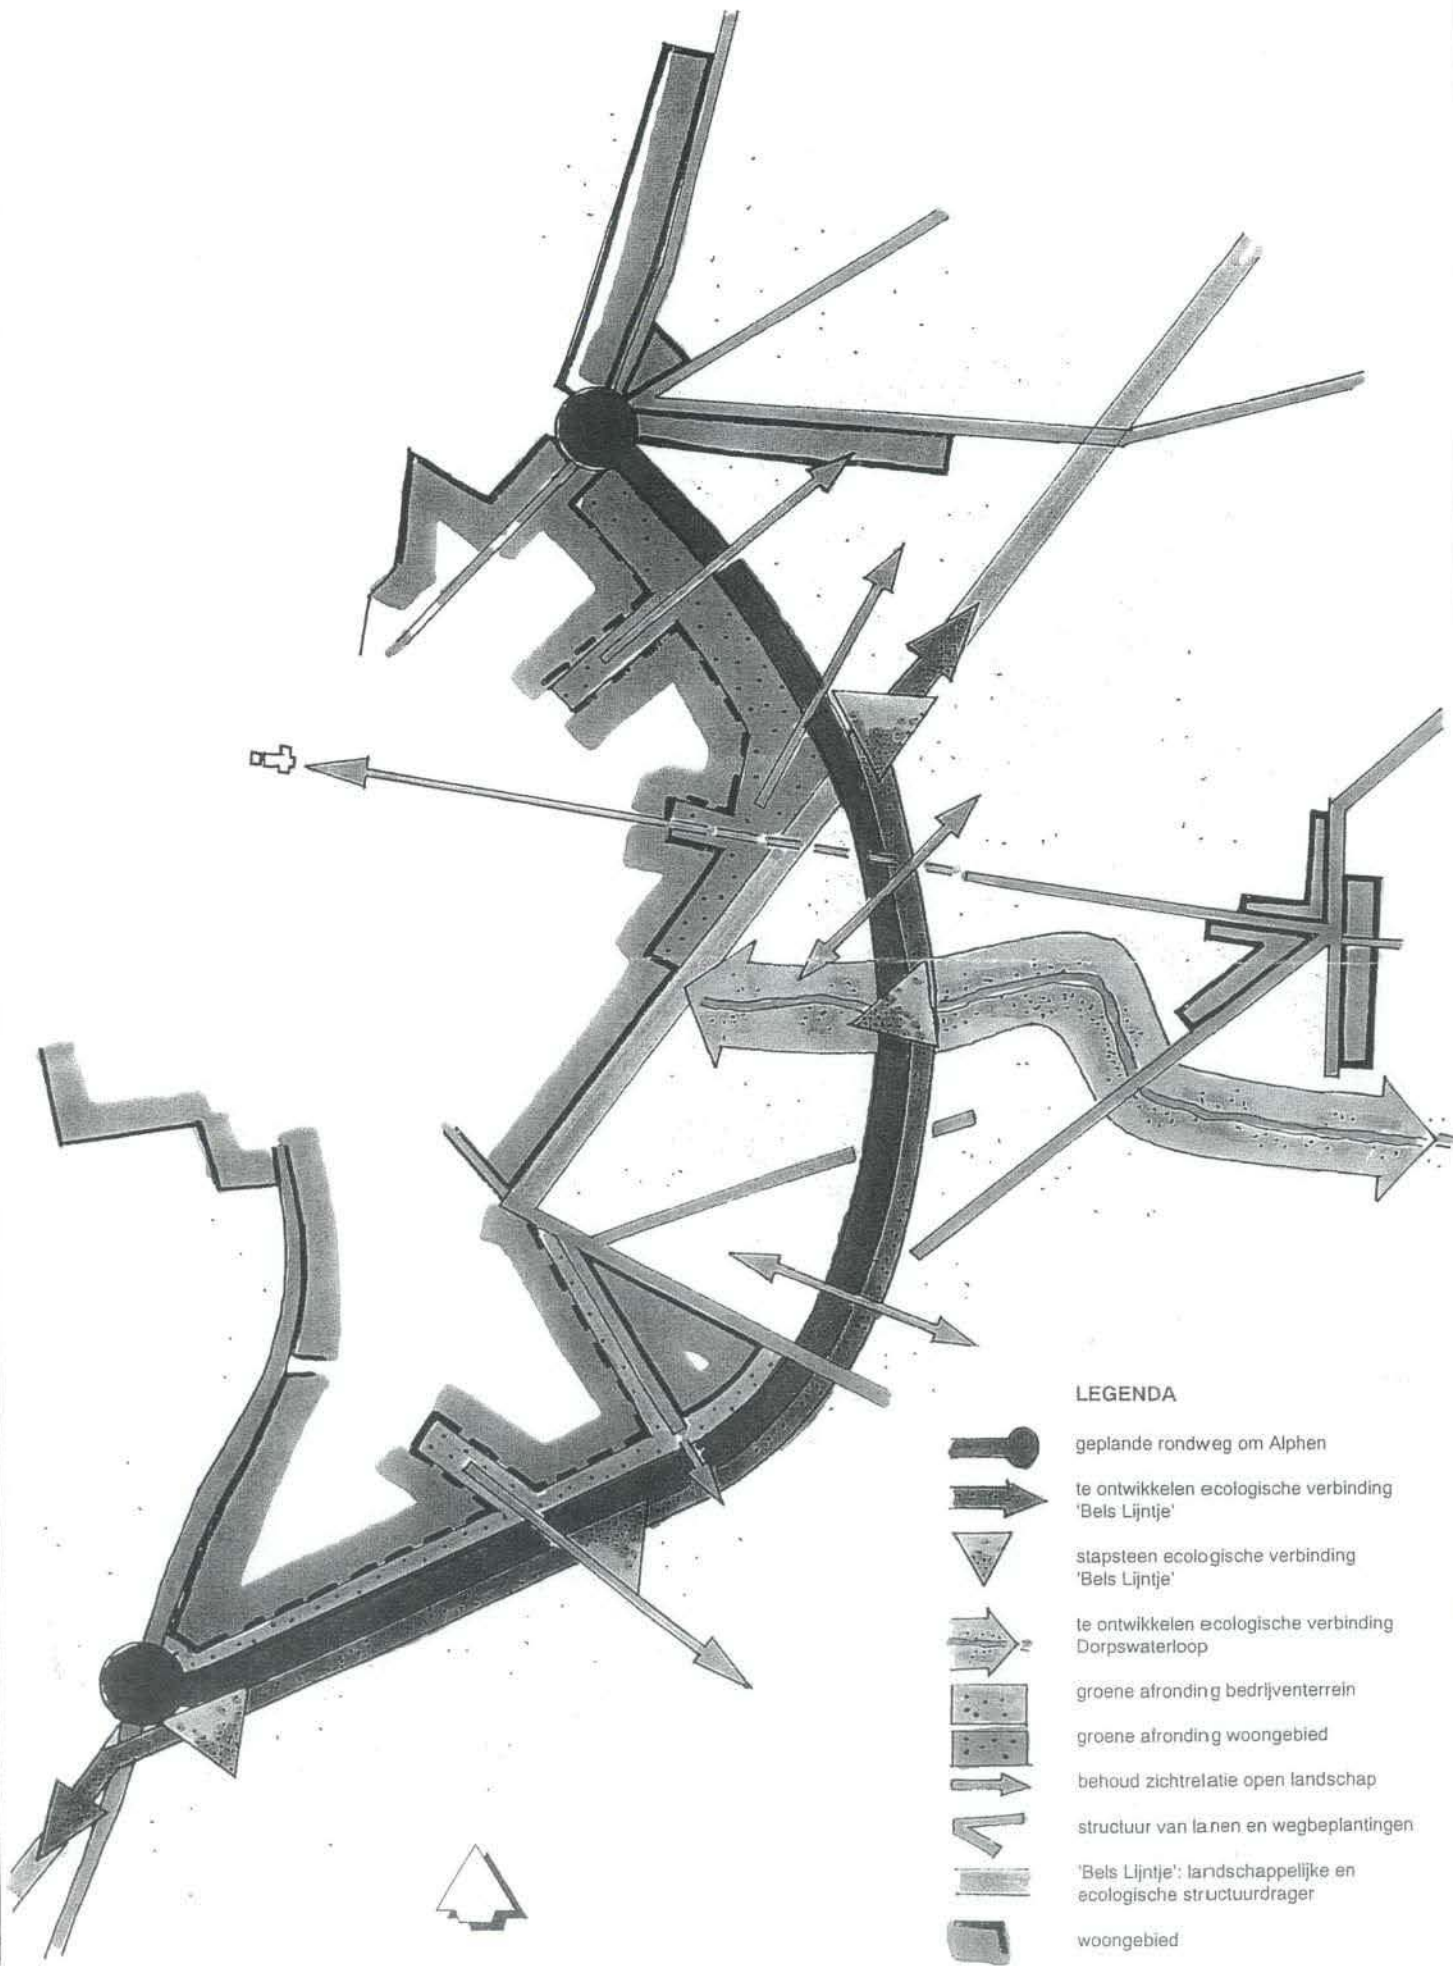 LEGENDA
geplande rondweg om Alphen
te ontwikkelen ecologische verbinding
'Bels Lijntje'
stapsteen ecologische verbinding
'Bels Lijntje'
te ontwikkelen ecologische verbinding
Dorpswaterloop
groene afronding bedrijventerrein
groene afronding woongebied
behoud zichtrelatie open landschap
structuur van lanen en wegbeplantingen
'Bels Lijntje': landschappelijke en
ecologische structuurdrager
woongebied